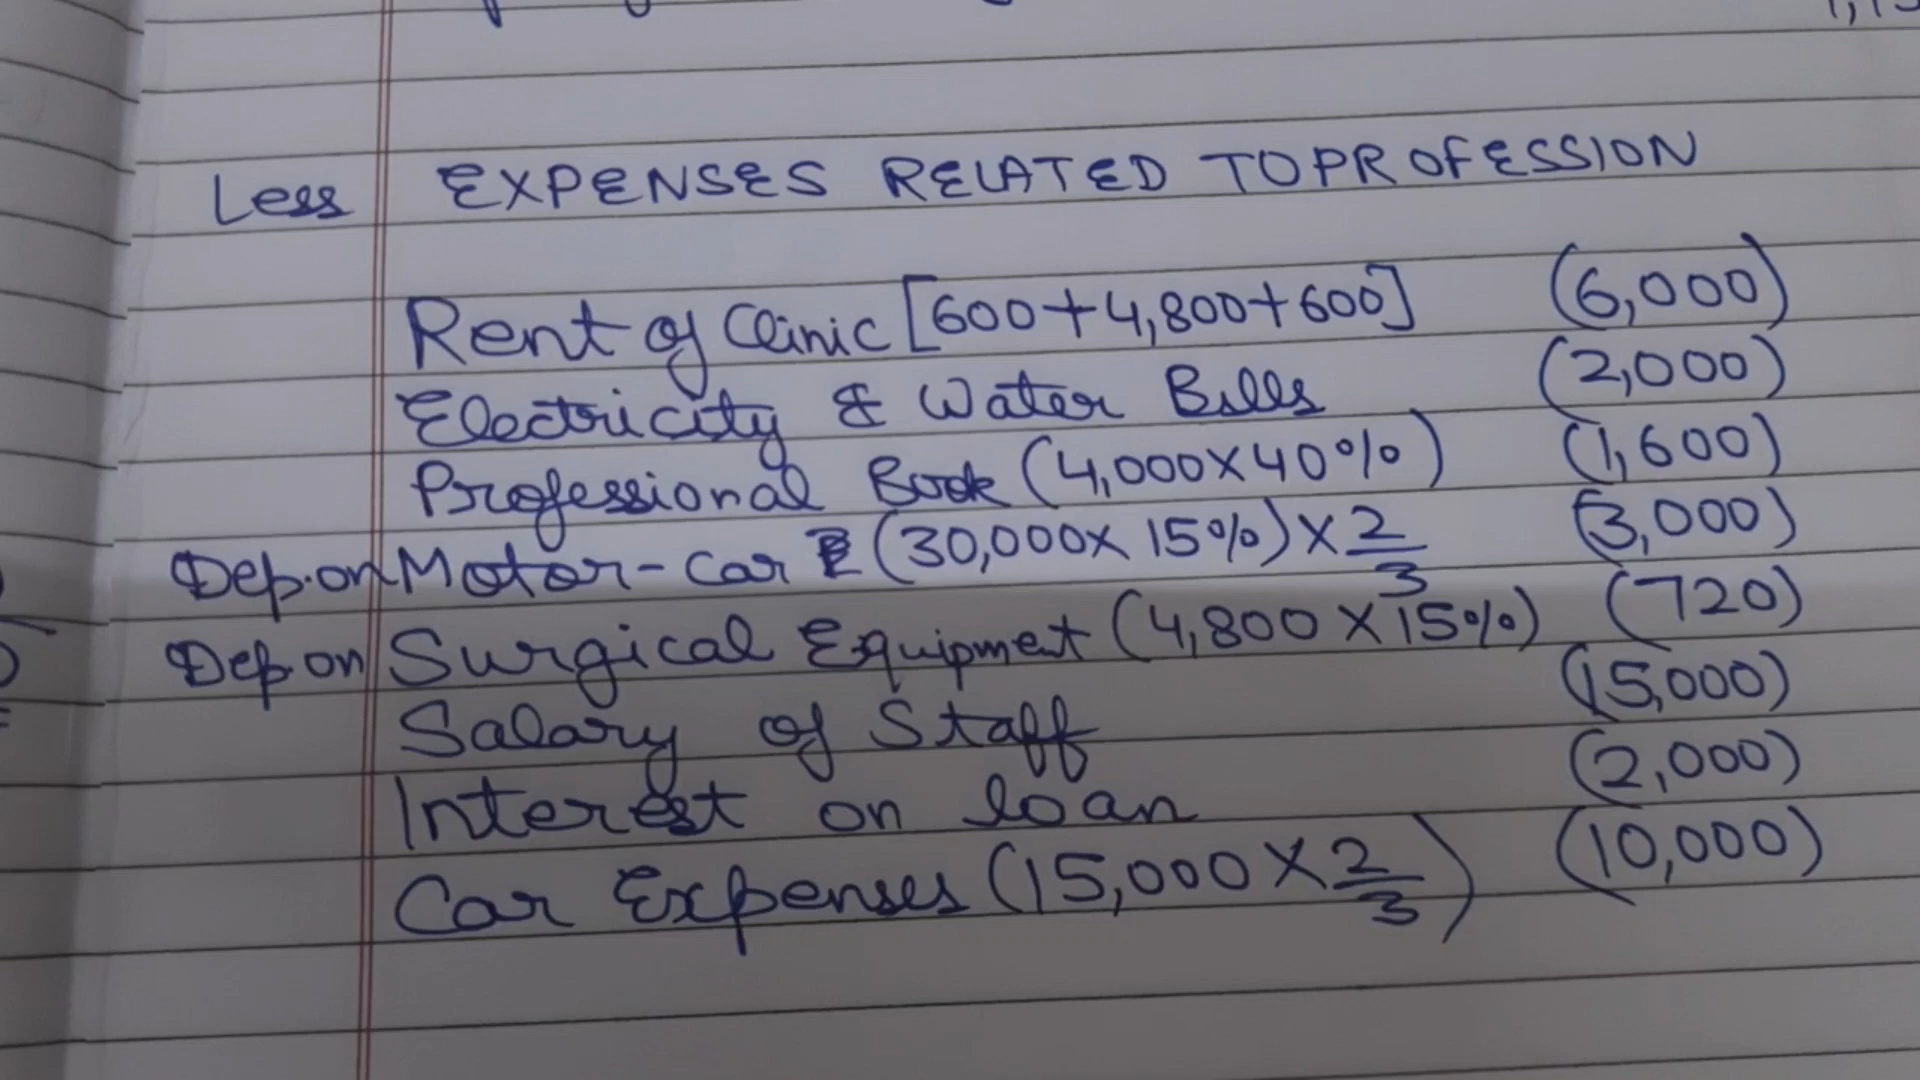 Less EXPENSES RELATED TO PROFESSION
Rent of Clinic [600+4,800+600] (6,000)
Electricity & Water Bills (2,000)
Professional Book (4,000×40%) (1,600)
Dep. on Motor-Car (30,000×15%)×2/3 (3,000)
Dep. on Surgical Equipment (4,800×15%) (720)
Salary of Staff (15,000)
Interest on loan (2,000)
Car Expenses (15,000×2/3) (10,000)